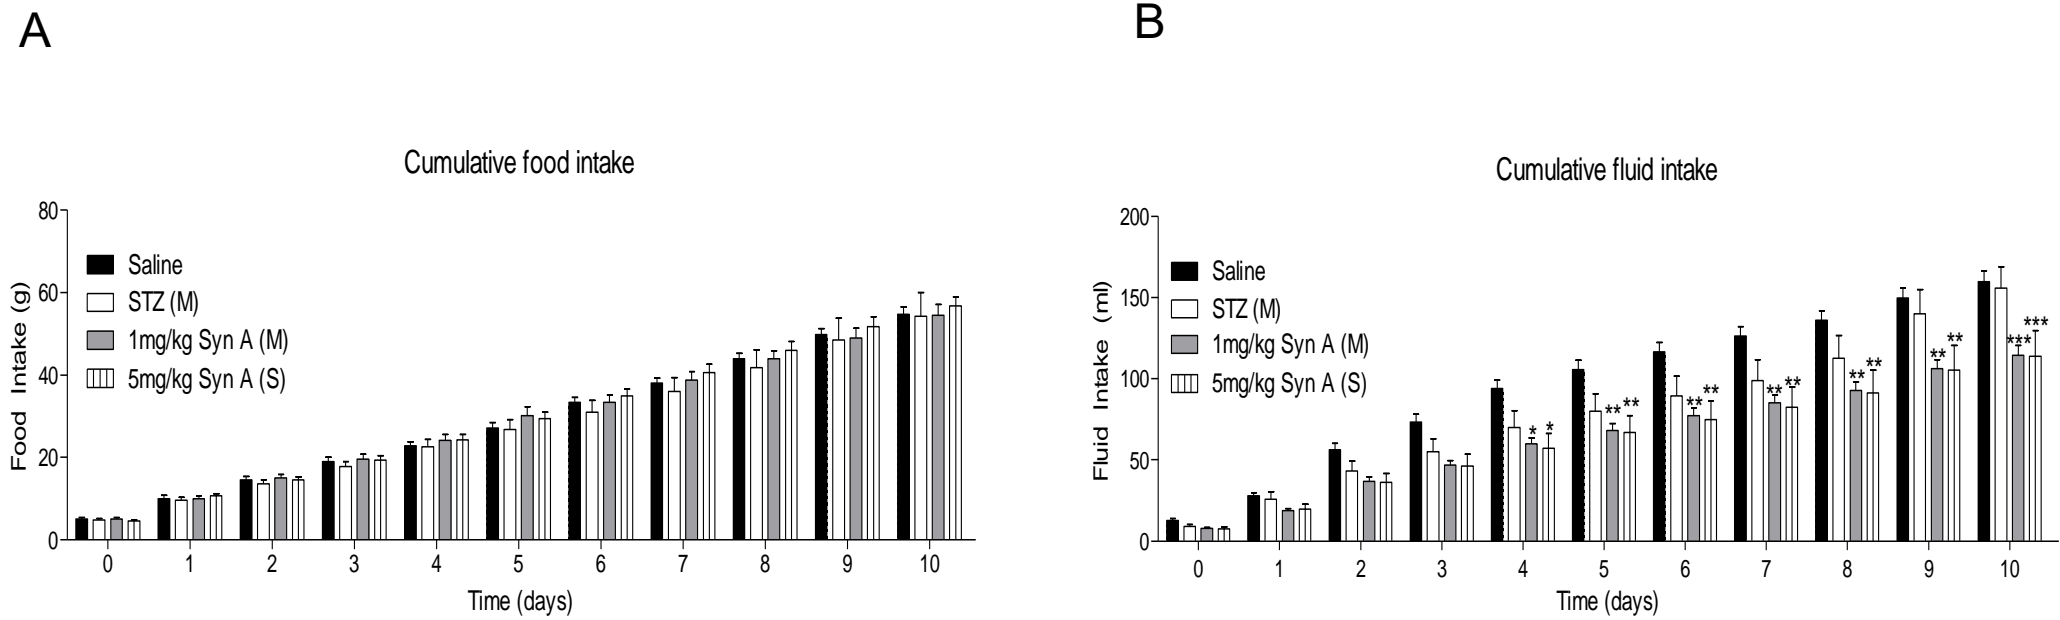 A
B
Cumulative food intake
80
60
40
20
0
Food Intake (g)
Saline
STZ (M)
1mg/kg Syn A (M)
5mg/kg Syn A (S)
0 1 2 3 4 5 6 7 8 9 10
Time (days)
Cumulative fluid intake
200
150
100
50
0
Fluid Intake (ml)
Saline
STZ (M)
1mg/kg Syn A (M)
5mg/kg Syn A (S)
* * ** ** ** ** ** ** ** ** ** ** *** ***
0 1 2 3 4 5 6 7 8 9 10
Time (days)